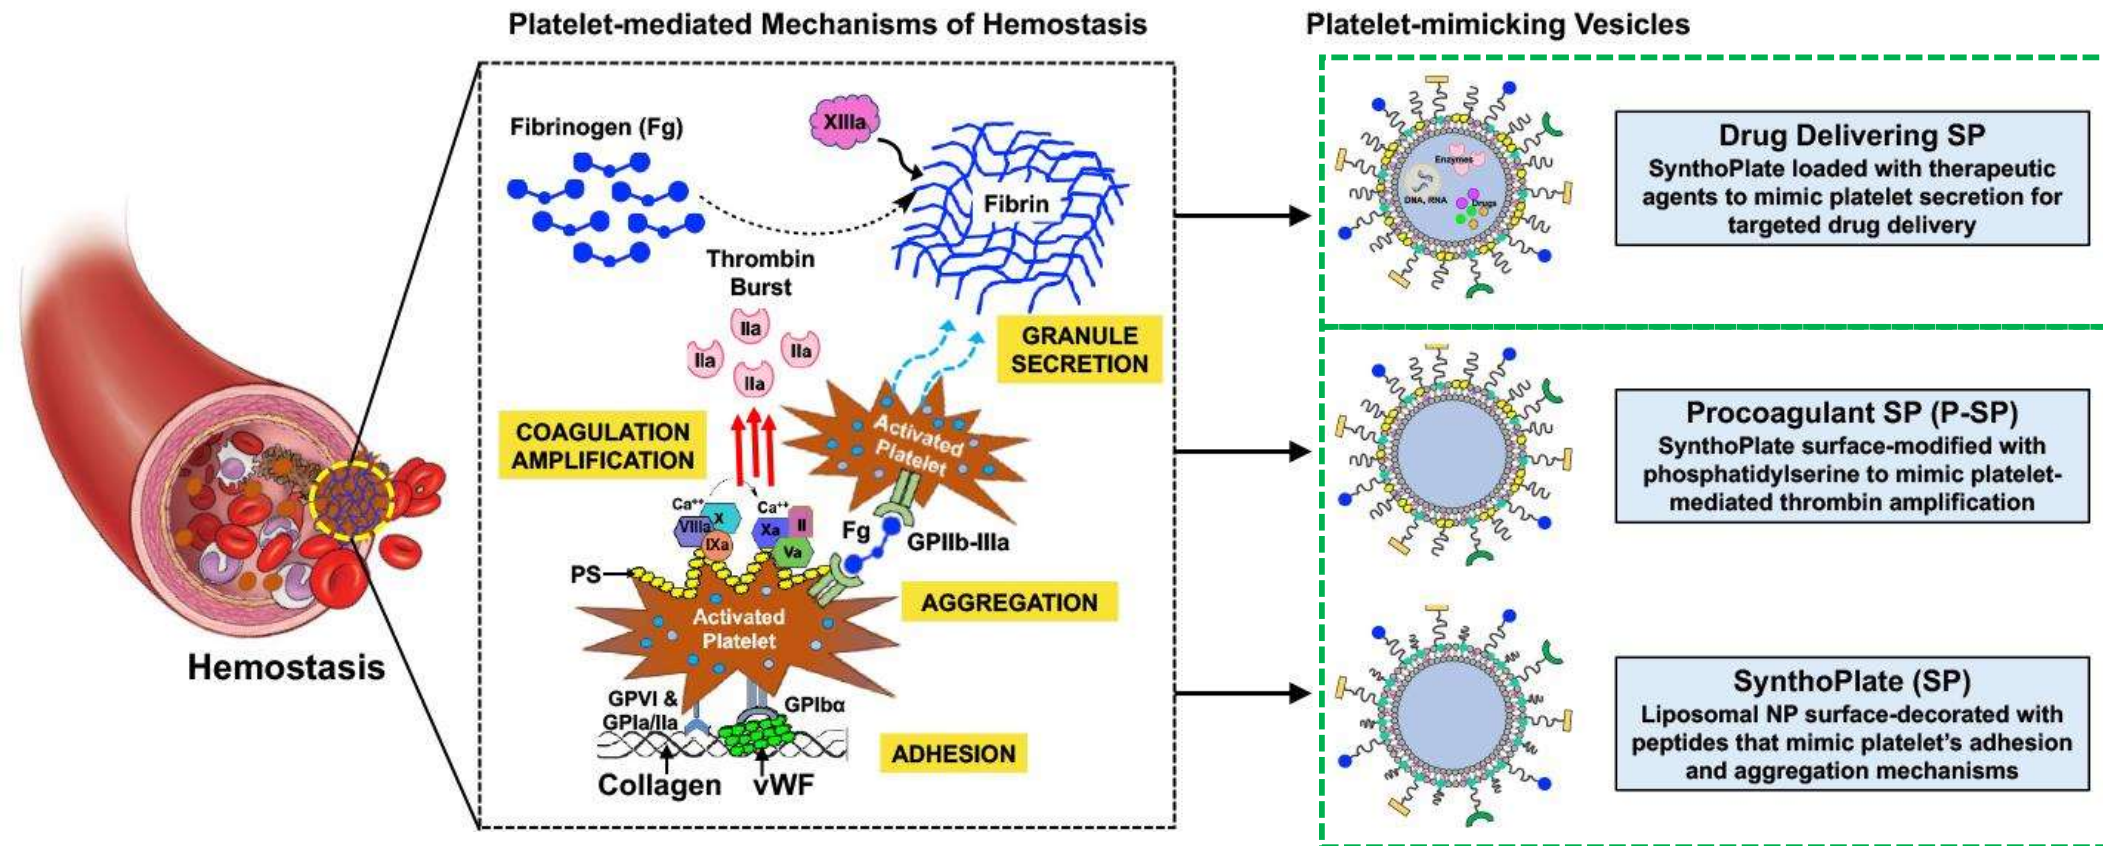 Platelet-mediated Mechanisms of Hemostasis
Platelet-mimicking Vesicles
Hemostasis
Fibrinogen (Fg)
XIIIa
Fibrin
Thrombin
Burst
IIa
IIa
IIa
IIa
GRANULE
SECRETION
COAGULATION
AMPLIFICATION
Activated
Platelet
Ca++
Ca++
VIIIa
X
IXa
Xa
II
Va
Fg
GPIIb-IIIa
PS
AGGREGATION
Activated
Platelet
GPVI &
GPIa/IIa
GPIbα
ADHESION
Collagen
vWF
Enzymes
DNA, RNA
Drugs
Drug Delivering SP
SynthoPlate loaded with therapeutic
agents to mimic platelet secretion for
targeted drug delivery
Procoagulant SP (P-SP)
SynthoPlate surface-modified with
phosphatidylserine to mimic platelet-
mediated thrombin amplification
SynthoPlate (SP)
Liposomal NP surface-decorated with
peptides that mimic platelet's adhesion
and aggregation mechanisms